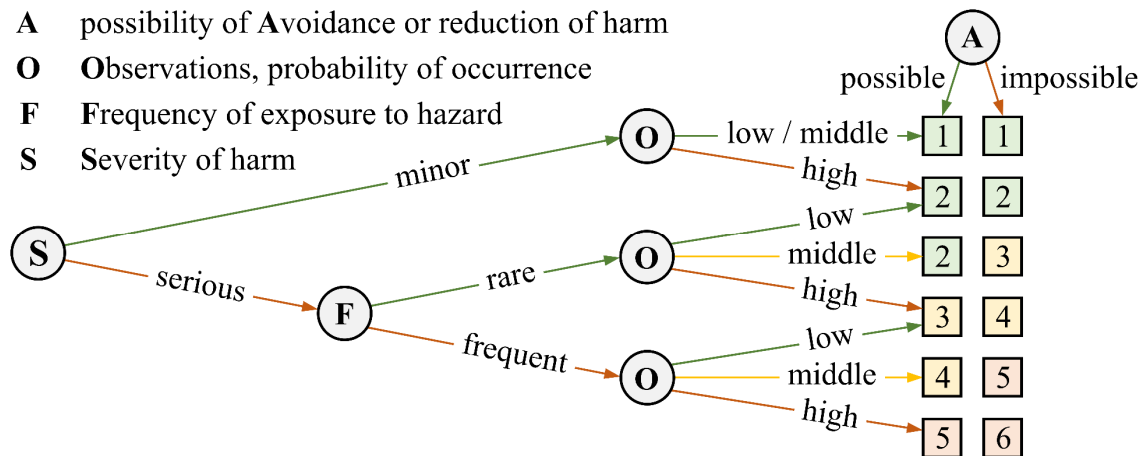 A possibility of Avoidance or reduction of harm
O Observations, probability of occurrence
F Frequency of exposure to hazard
S Severity of harm
A
possible impossible
O low / middle 1 1
minor high
2 2
low
S O middle 2 3
serious rare high
F 3 4
low
frequent O middle 4 5
high
5 6